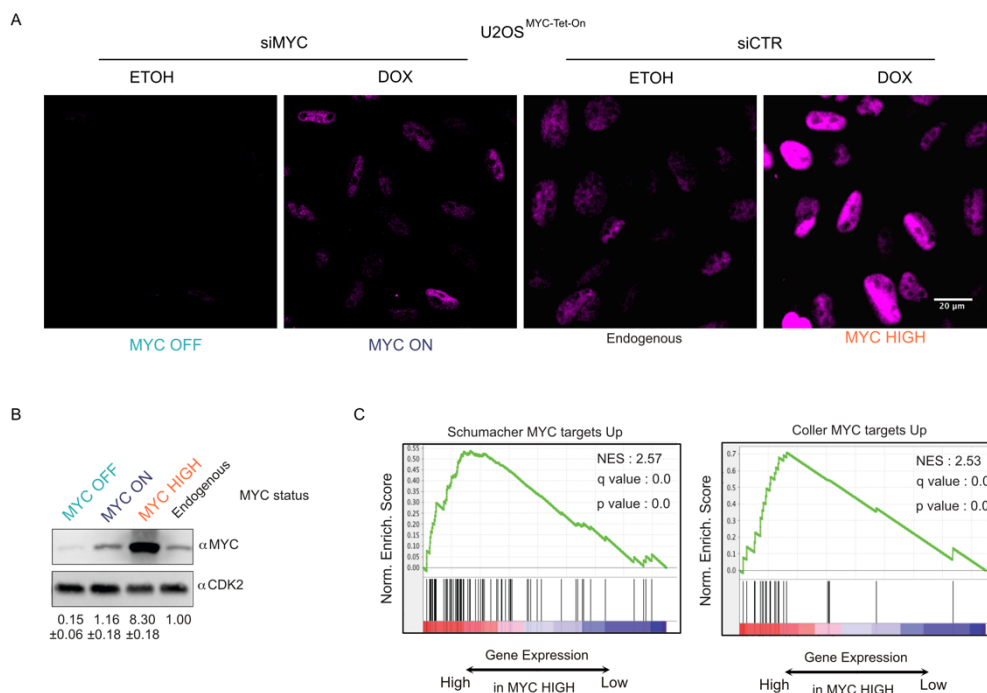 A
U2OS MYC-Tet-On
siMYC
siCTR
ETOH
DOX
ETOH
DOX
20 µm
MYC OFF
MYC ON
Endogenous
MYC HIGH
B
MYC OFF
MYC ON
MYC HIGH
Endogenous
MYC status
αMYC
αCDK2
0.15 1.16 8.30 1.00
±0.06 ±0.18 ±0.18
C
Schumacher MYC targets Up
NES : 2.57
q value : 0.0
p value : 0.0
Norm. Enrich. Score
0.55
0.50
0.45
0.40
0.35
0.30
0.25
0.20
0.15
0.10
0.05
0.00
Gene Expression
High Low
in MYC HIGH
Coller MYC targets Up
NES : 2.53
q value : 0.0
p value : 0.0
Norm. Enrich. Score
0.7
0.6
0.5
0.4
0.3
0.2
0.1
0.0
Gene Expression
High Low
in MYC HIGH